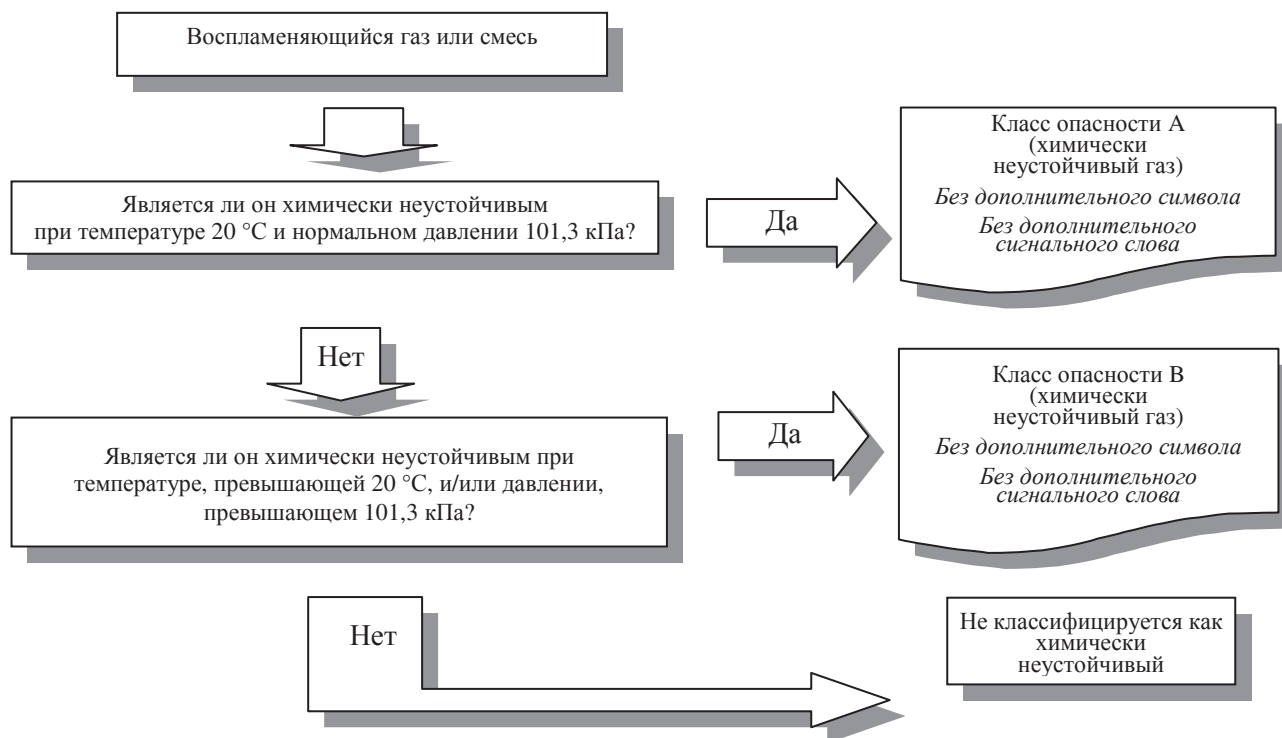 Воспламеняющийся газ или смесь
Является ли он химически неустойчивым
при температуре 20 °С и нормальном давлении 101,3 кПа?
Да
Класс опасности А
(химически
неустойчивый газ)
Без дополнительного символа
Без дополнительного
сигнального слова
Нет
Является ли он химически неустойчивым при
температуре, превышающей 20 °С, и/или давлении,
превышающем 101,3 кПа?
Да
Класс опасности В
(химически
неустойчивый газ)
Без дополнительного символа
Без дополнительного
сигнального слова
Нет
Не классифицируется как
химически
неустойчивый